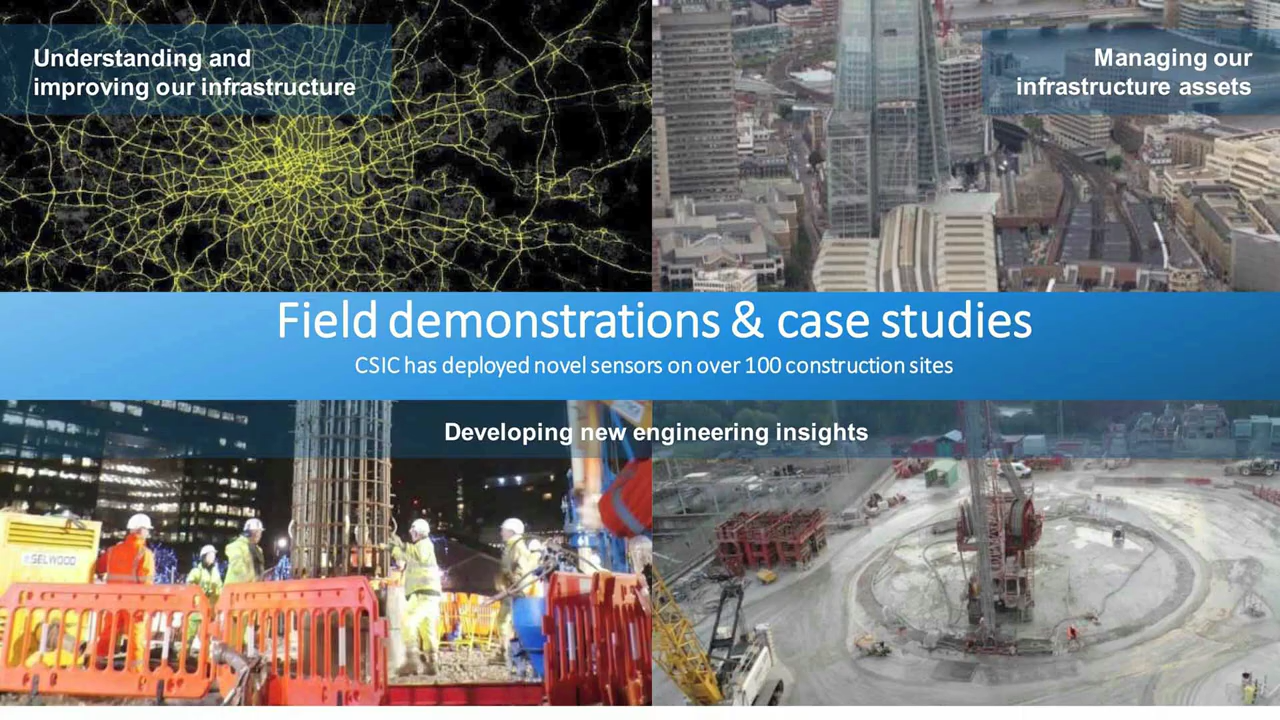 Understanding and
improving our infrastructure
Managing our
infrastructure assets
Field demonstrations & case studies
CSIC has deployed novel sensors on over 100 construction sites
Developing new engineering insights
SELWOOD